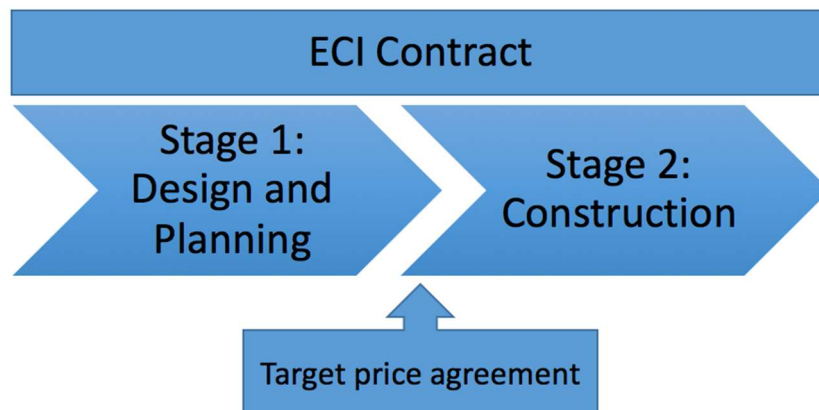 ECI Contract
Stage 1:
Design and
Planning
Stage 2:
Construction
Target price agreement